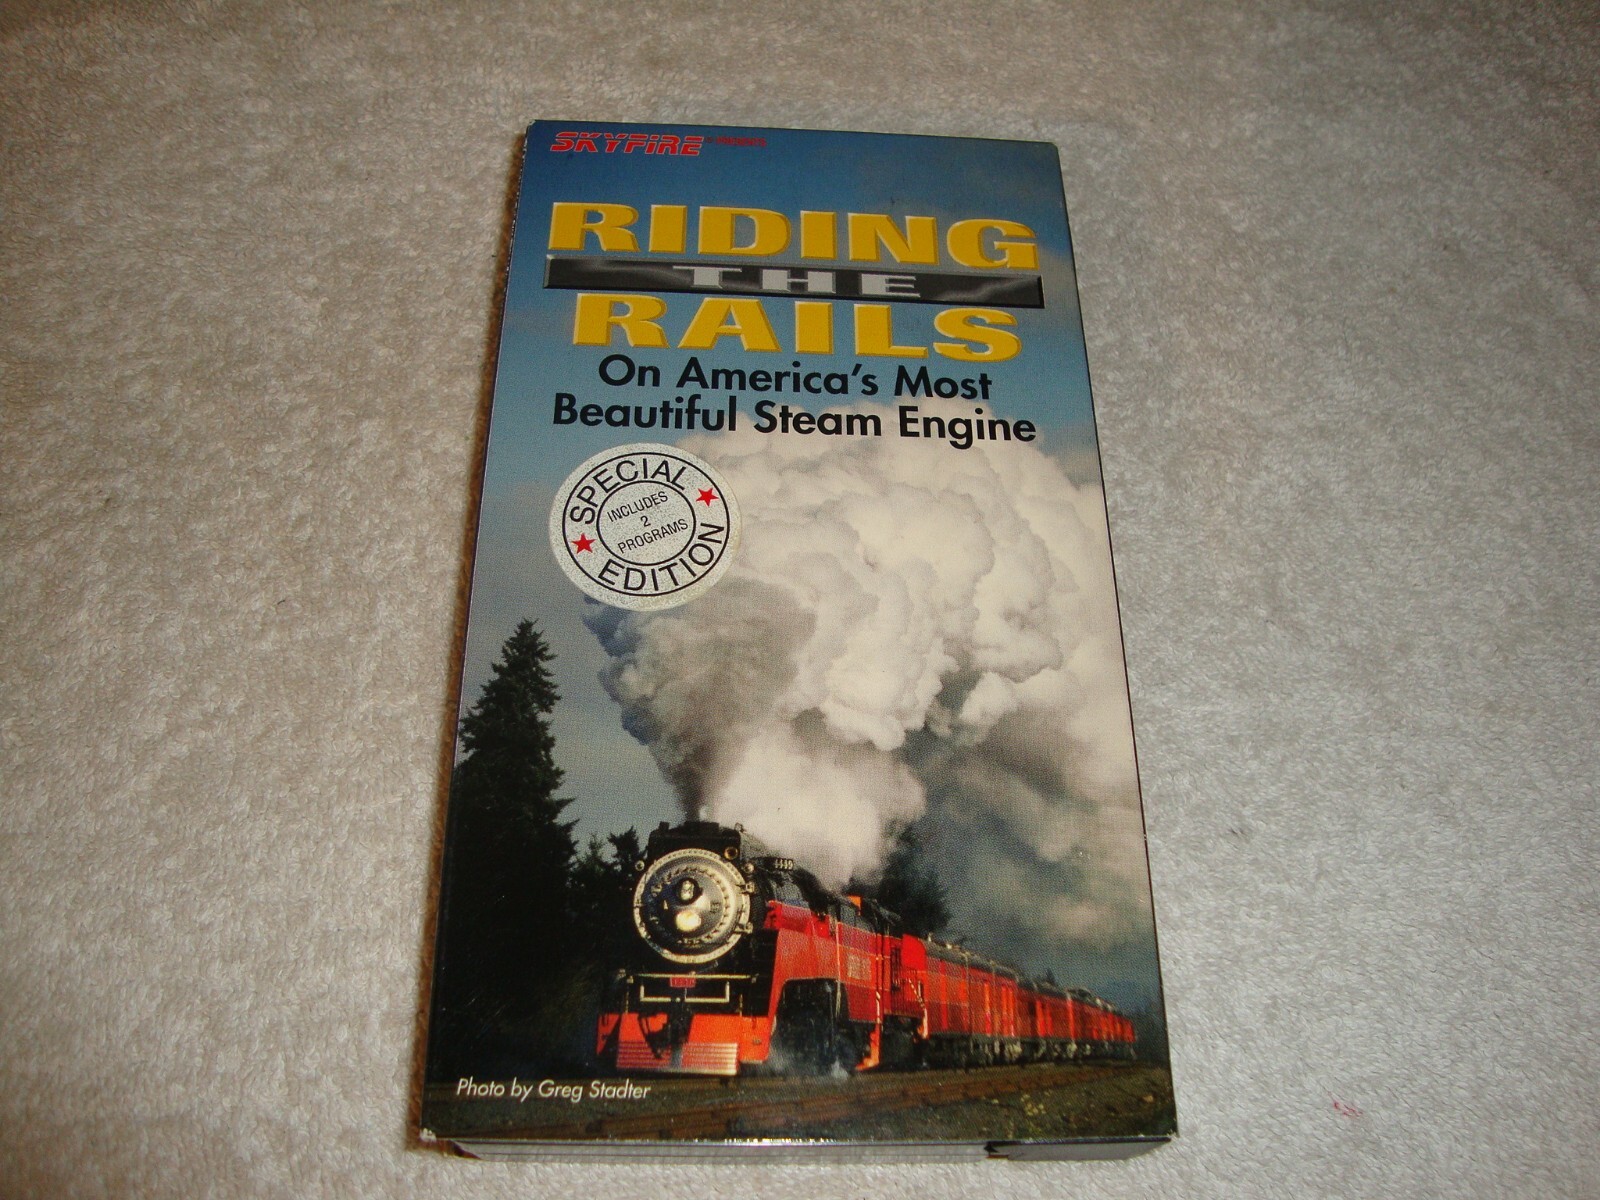 SKYFIRE
RIDING
THE
RAILS
On America's Most
Beautiful Steam Engine
SPECIAL
INCLUDES
2
PROGRAMS
EDITION
4449
Photo by Greg Stadter